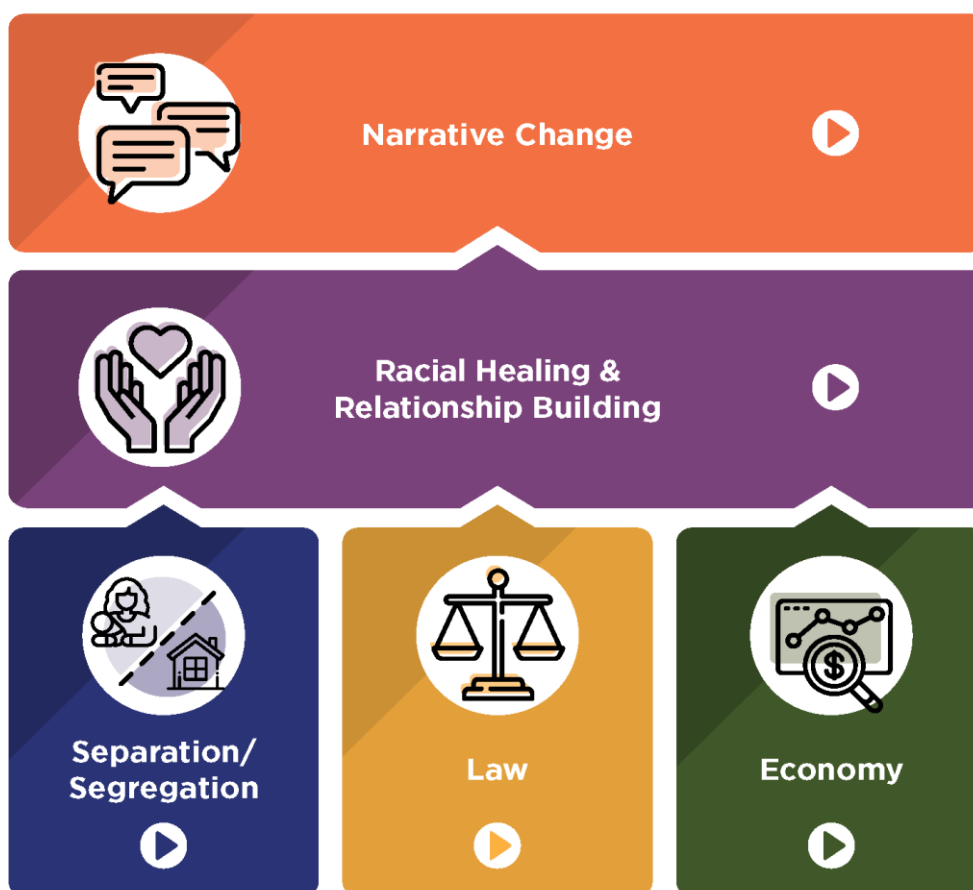 Narrative Change
Racial Healing &
Relationship Building
Separation/
Segregation
Law
Economy
$